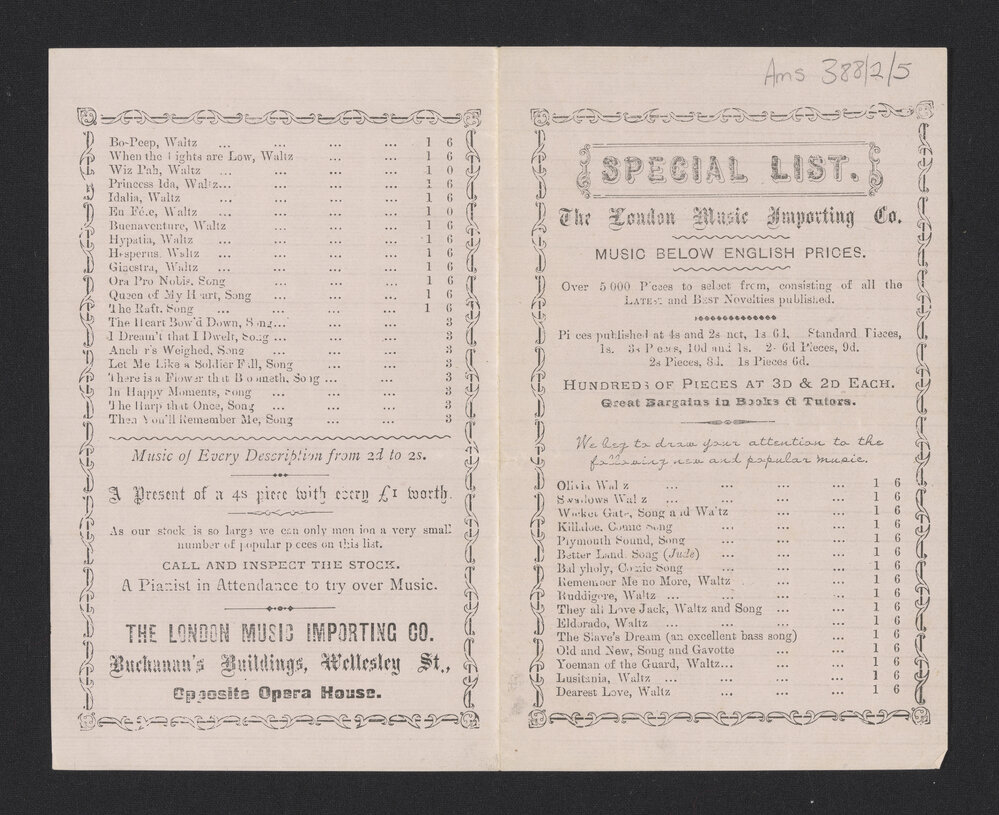 Bo-Peep, Waltz ... ... ... ... 1 6
When the Lights are Low, Waltz ... ... 1 6
Wiz Pah, Waltz ... ... ... ... 1 0
Princess Ida, Waltz... ... ... ... 1 6
Idalia, Waltz ... ... ... ... 1 6
En Fête, Waltz ... ... ... ... 1 0
Buenaventure, Waltz ... ... ... 1 6
Hypatia, Waltz ... ... ... ... 1 6
Hesperus, Waltz ... ... ... ... 1 6
Ginestra, Waltz ... ... ... ... 1 6
Ora Pro Nobis, Song ... ... ... 1 6
Queen of My Heart, Song ... ... ... 1 6
The Raft, Song ... ... ... ... 1 6
The Heart Bow'd Down, Song... ... ... 3
I Dream't that I Dwelt, Song ... ... ... 3
Anchor's Weighed, Song ... ... ... 3
Let Me Like a Soldier Fall, Song ... ... 3
There is a Flower that Bloometh, Song ... ... 3
In Happy Moments, Song ... ... ... 3
The Harp that Once, Song ... ... ... 3
Then You'll Remember Me, Song ... ... 3
Music of Every Description from 2d to 2s.
A Present of a 4s piece with every £1 worth.
As our stock is so large we can only mention a very small
number of popular pieces on this list.
CALL AND INSPECT THE STOCK.
A Pianist in Attendance to try over Music.
THE LONDON MUSIC IMPORTING CO.
Buchanan's Buildings, Wellesley St.,
Opposite Opera House.
Ams 388/2/5
SPECIAL LIST.
The London Music Importing Co.
MUSIC BELOW ENGLISH PRICES.
Over 5000 Pieces to select from, consisting of all the
LATEST and BEST Novelties published.
Pieces published at 4s and 2s net, 1s 6d. Standard Pieces,
1s. 3s Pieces, 10d and 1s. 2s 6d Pieces, 9d.
2s Pieces, 8d. 1s Pieces 6d.
HUNDREDS OF PIECES AT 3D & 2D EACH.
Great Bargains in Books & Tutors.
We beg to draw your attention to the
following new and popular music.
Olivia Waltz ... ... ... ... 1 6
Swallows Waltz ... ... ... ... 1 6
Wicket Gate, Song and Waltz ... ... 1 6
Killaloe, Comic Song ... ... ... 1 6
Plymouth Sound, Song ... ... ... 1 6
Better Land, Song (Jude) ... ... ... 1 6
Ballyholy, Comic Song ... ... ... 1 6
Remember Me no More, Waltz ... ... 1 6
Ruddigore, Waltz ... ... ... ... 1 6
They all Love Jack, Waltz and Song ... ... 1 6
Eldorado, Waltz ... ... ... ... 1 6
The Slave's Dream (an excellent bass song) ... 1 6
Old and New, Song and Gavotte ... ... 1 6
Yoeman of the Guard, Waltz... ... ... 1 6
Lusitania, Waltz ... ... ... ... 1 6
Dearest Love, Waltz ... ... ... 1 6